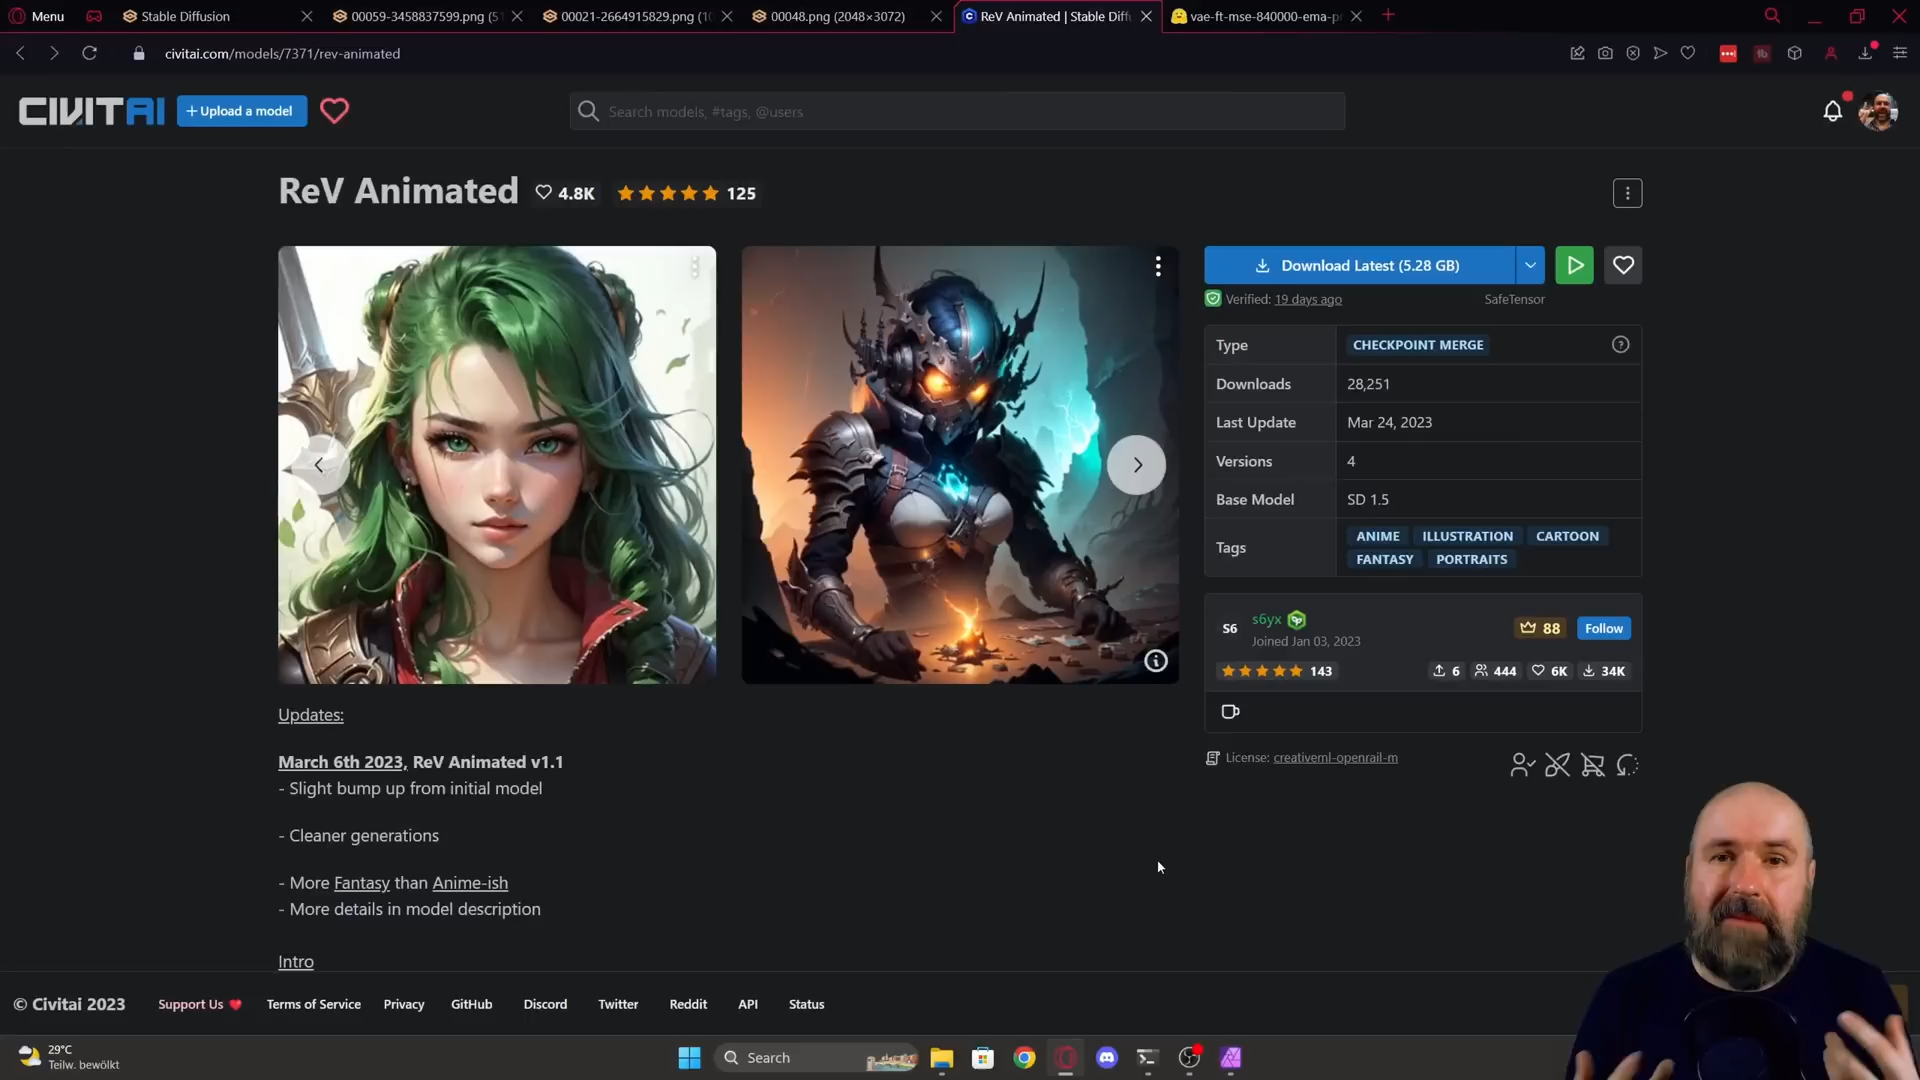 Menu
Stable Diffusion
00059-3458837599.png (51
00021-2664915829.png (10
00048.png (2048×3072)
ReV Animated | Stable Diffu
vae-ft-mse-840000-ema-pr
civitai.com/models/7371/rev-animated
CIVITAI
+ Upload a model
Search models, #tags, @users
ReV Animated
4.8K
125
Download Latest (5.28 GB)
Verified: 19 days ago
SafeTensor
Type
CHECKPOINT MERGE
Downloads
28,251
Last Update
Mar 24, 2023
Versions
4
Base Model
SD 1.5
Tags
ANIME
ILLUSTRATION
CARTOON
FANTASY
PORTRAITS
S6
s6yx
Joined Jan 03, 2023
88
Follow
143
6
444
6K
34K
License: creativeml-openrail-m
Updates:
March 6th 2023, ReV Animated v1.1
- Slight bump up from initial model
- Cleaner generations
- More Fantasy than Anime-ish
- More details in model description
Intro
© Civitai 2023
Support Us
Terms of Service
Privacy
GitHub
Discord
Twitter
Reddit
API
Status
29°C
Teilw. bewölkt
Search